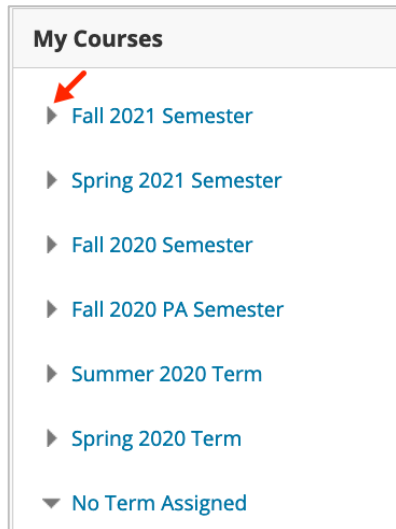 My Courses
Fall 2021 Semester
Spring 2021 Semester
Fall 2020 Semester
Fall 2020 PA Semester
Summer 2020 Term
Spring 2020 Term
No Term Assigned